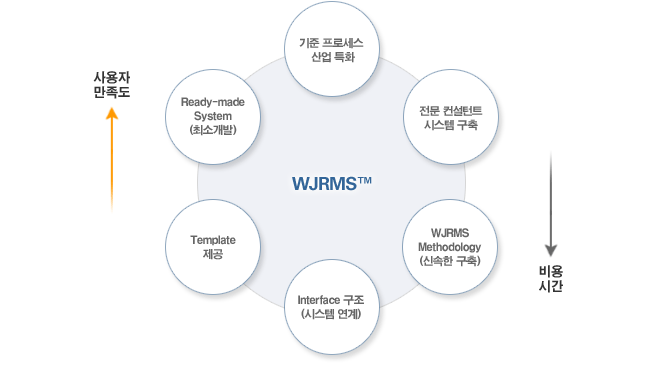 기준 프로세스
산업 특화
사용자
만족도
Ready-made
System
(최소개발)
전문 컨설턴트
시스템 구축
WJRMS™
Template
제공
WJRMS
Methodology
(신속한 구축)
비용
시간
Interface 구조
(시스템 연계)